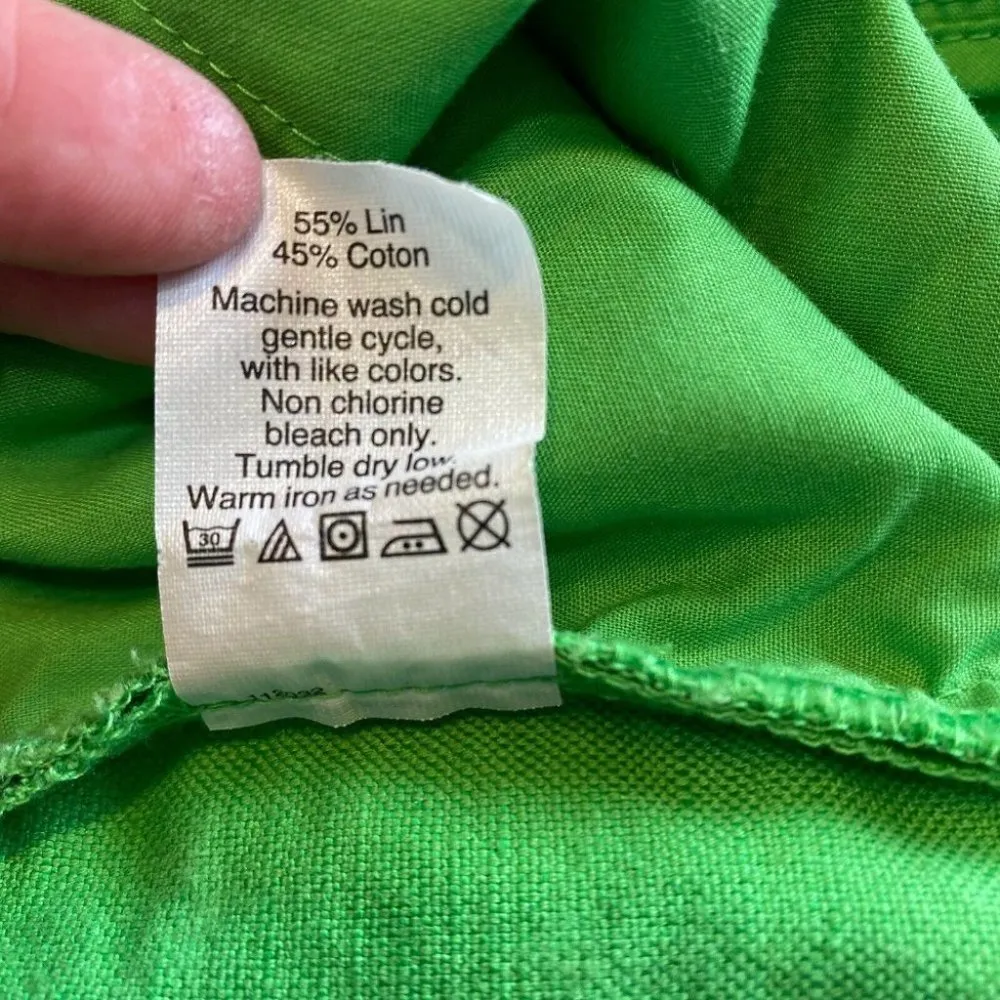 55% Lin
45% Coton
Machine wash cold
gentle cycle,
with like colors.
Non chlorine
bleach only.
Tumble dry low.
Warm iron as needed.
30